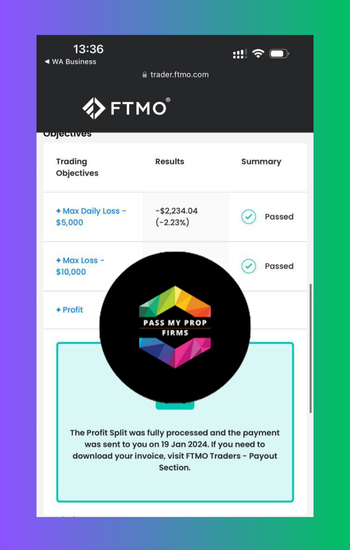 13:36
◀ WA Business
trader.ftmo.com
FTMO®
Objectives
Trading
Objectives
Results
Summary
+ Max Daily Loss -
$5,000
-$2,234.04
(-2.23%)
Passed
+ Max Loss -
$10,000
Passed
+ Profit
PASS MY PROP
FIRMS
The Profit Split was fully processed and the payment
was sent to you on 19 Jan 2024. If you need to
download your invoice, visit FTMO Traders - Payout
Section.